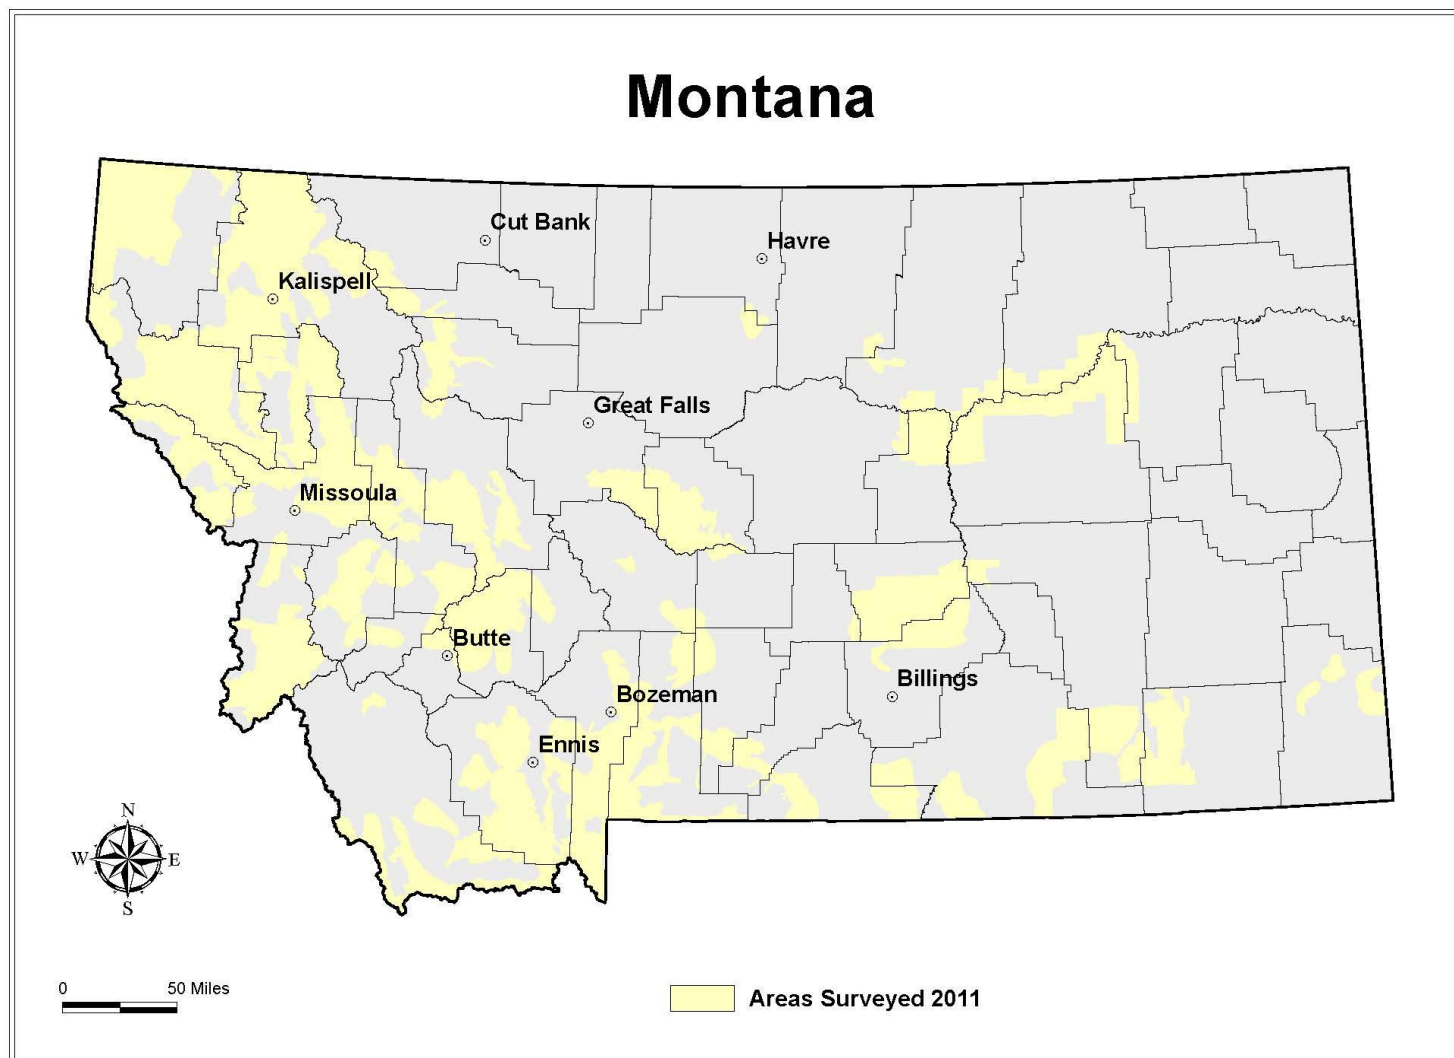 Montana
Cut Bank
Havre
Kalispell
Great Falls
Missoula
Butte
Billings
Bozeman
Ennis
N
W E
S
0 50 Miles
Areas Surveyed 2011